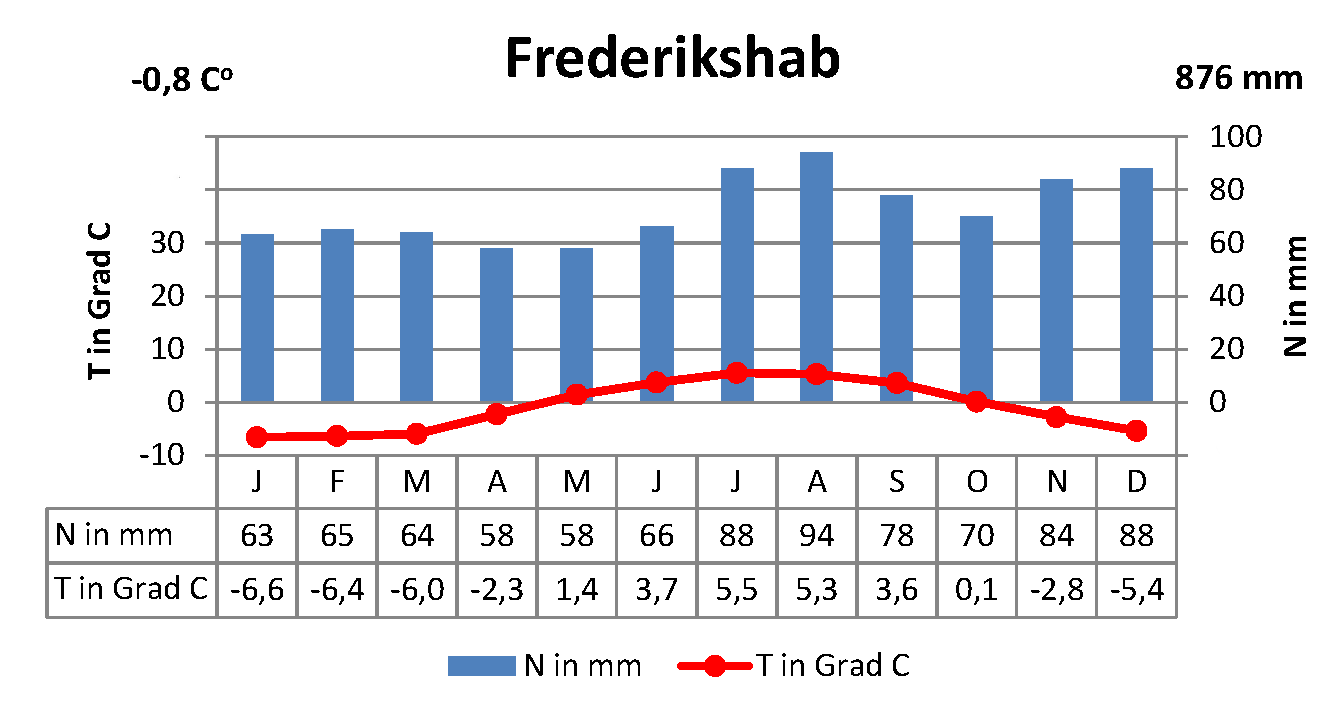 Frederikshab
-0,8 Cº
876 mm
T in Grad C
30
20
10
0
-10
100
80
60
40
20
0
N in mm
J F M A M J J A S O N D
N in mm 63 65 64 58 58 66 88 94 78 70 84 88
T in Grad C -6,6 -6,4 -6,0 -2,3 1,4 3,7 5,5 5,3 3,6 0,1 -2,8 -5,4
N in mm T in Grad C